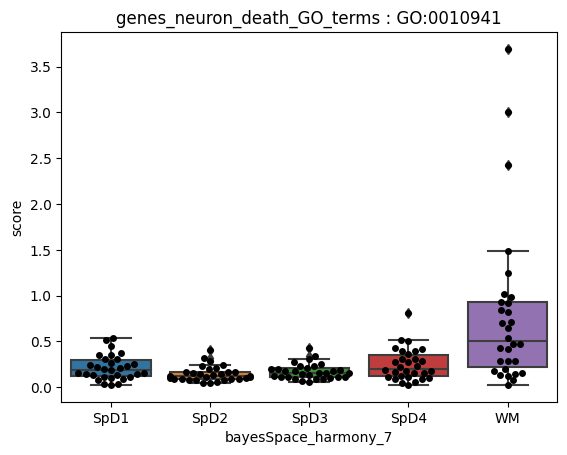 genes_neuron_death_GO_terms : GO:0010941
3.5
3.0
2.5
2.0
1.5
1.0
0.5
0.0
score
SpD1 SpD2 SpD3 SpD4 WM
bayesSpace_harmony_7